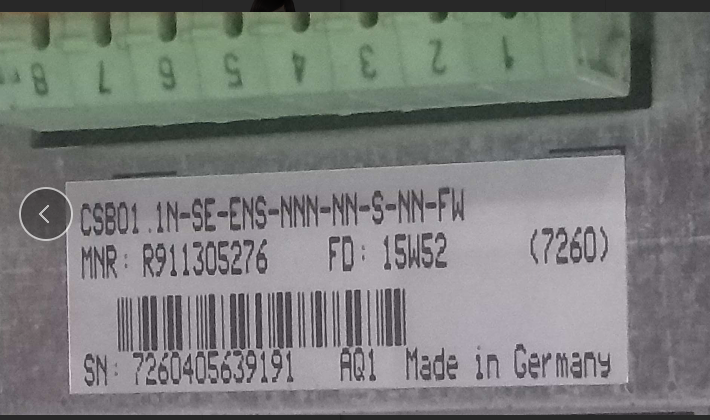 8 7 6 5 4 3 2 1
CSB01.1N-SE-ENS-NNN-NN-S-NN-FW
MNR: R911305276 FD: 15W52 (7260)
SN: 7260405639191 AQ1 Made in Germany